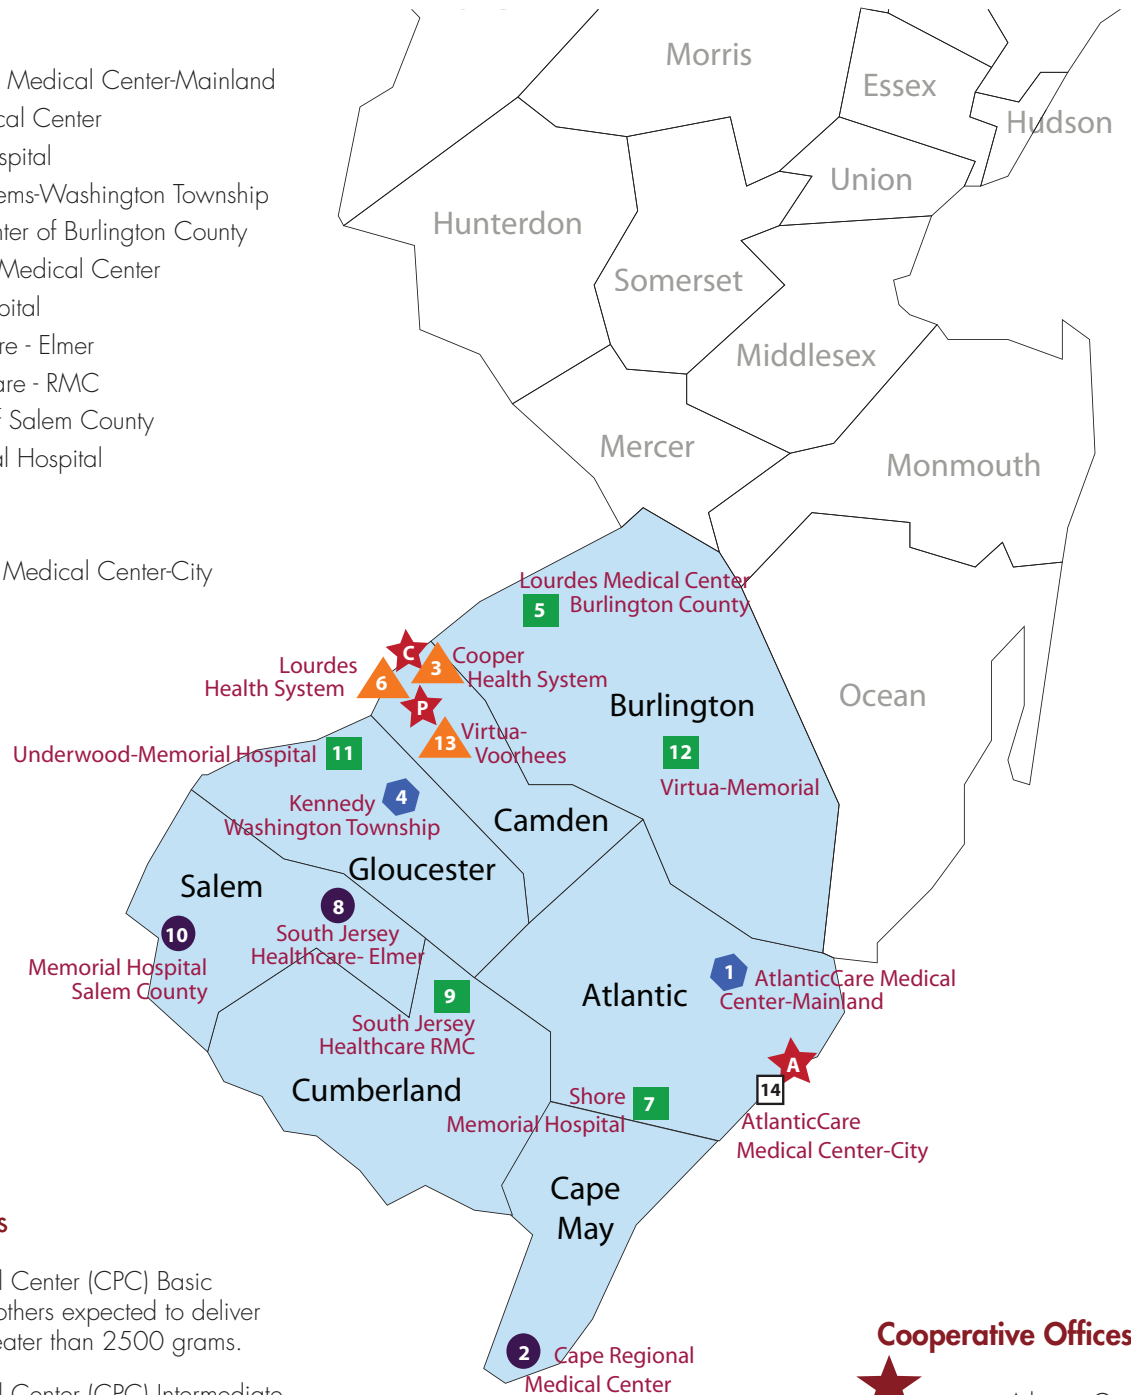 Medical Center-Mainland
cal Center
spital
ems-Washington Township
nter of Burlington County
Medical Center
pital
re - Elmer
are - RMC
f Salem County
al Hospital
Medical Center-City
Morris
Essex
Hudson
Union
Hunterdon
Somerset
Middlesex
Mercer
Monmouth
Ocean
Lourdes Medical Center
5 Burlington County
C
Lourdes
Health System
6
3
Cooper
Health System
P
13
Virtua-
Voorhees
Burlington
12
Virtua-Memorial
Underwood-Memorial Hospital 11
Kennedy 4
Washington Township
Camden
Gloucester
Salem
8
South Jersey
Healthcare- Elmer
10
Memorial Hospital
Salem County
9
South Jersey
Healthcare RMC
Atlantic
1
AtlanticCare Medical
Center-Mainland
A
14
AtlanticCare
Medical Center-City
Cumberland
Shore 7
Memorial Hospital
Cape
May
2 Cape Regional
Medical Center
s
l Center (CPC) Basic
others expected to deliver
eater than 2500 grams.
l Center (CPC) Intermediate
Cooperative Offices